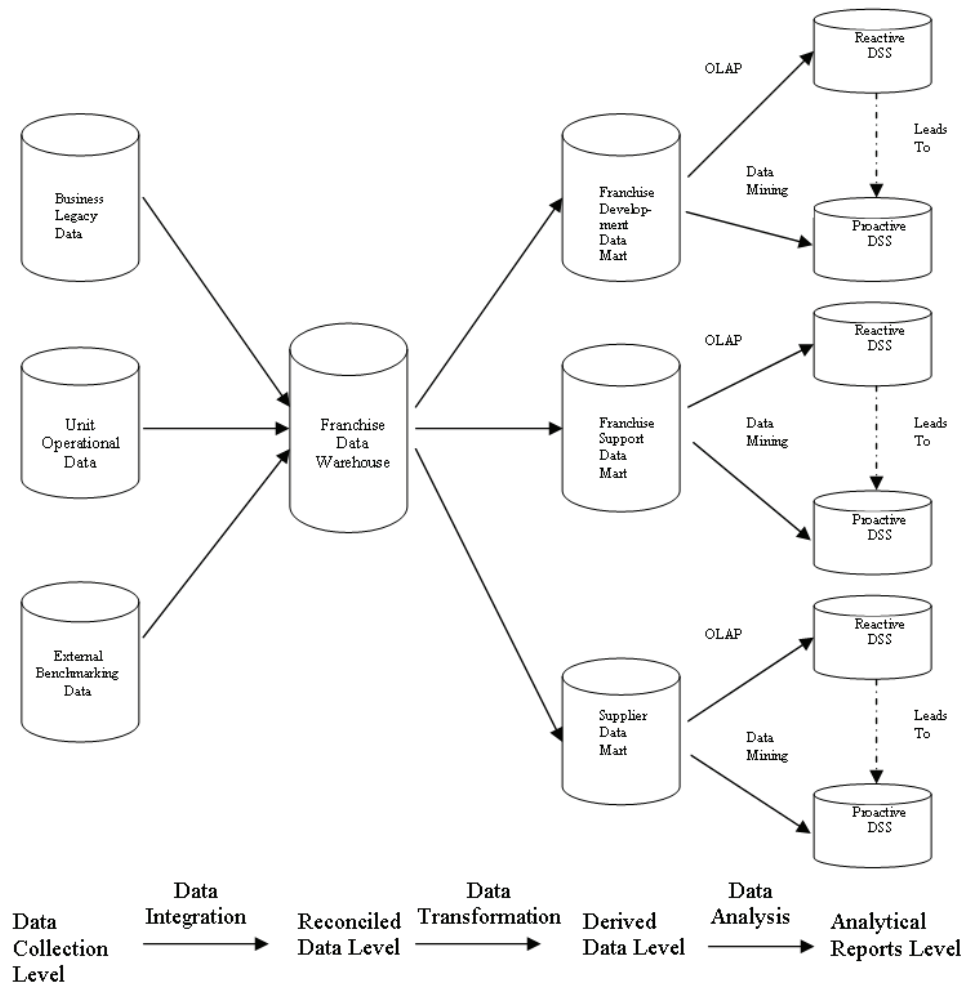 Reactive
DSS
OLAP
Leads
To
Data
Mining
Proactive
DSS
Business
Legacy
Data
Franchise
Develop-
ment
Data
Mart
Unit
Operational
Data
Franchise
Data
Warehouse
Franchise
Support
Data
Mart
OLAP
Reactive
DSS
Data
Mining
Leads
To
Proactive
DSS
External
Benchmarking
Data
Supplier
Data
Mart
OLAP
Reactive
DSS
Data
Mining
Leads
To
Proactive
DSS
Data
Collection
Level
Data
Integration
Reconciled
Data Level
Data
Transformation
Derived
Data Level
Data
Analysis
Analytical
Reports Level